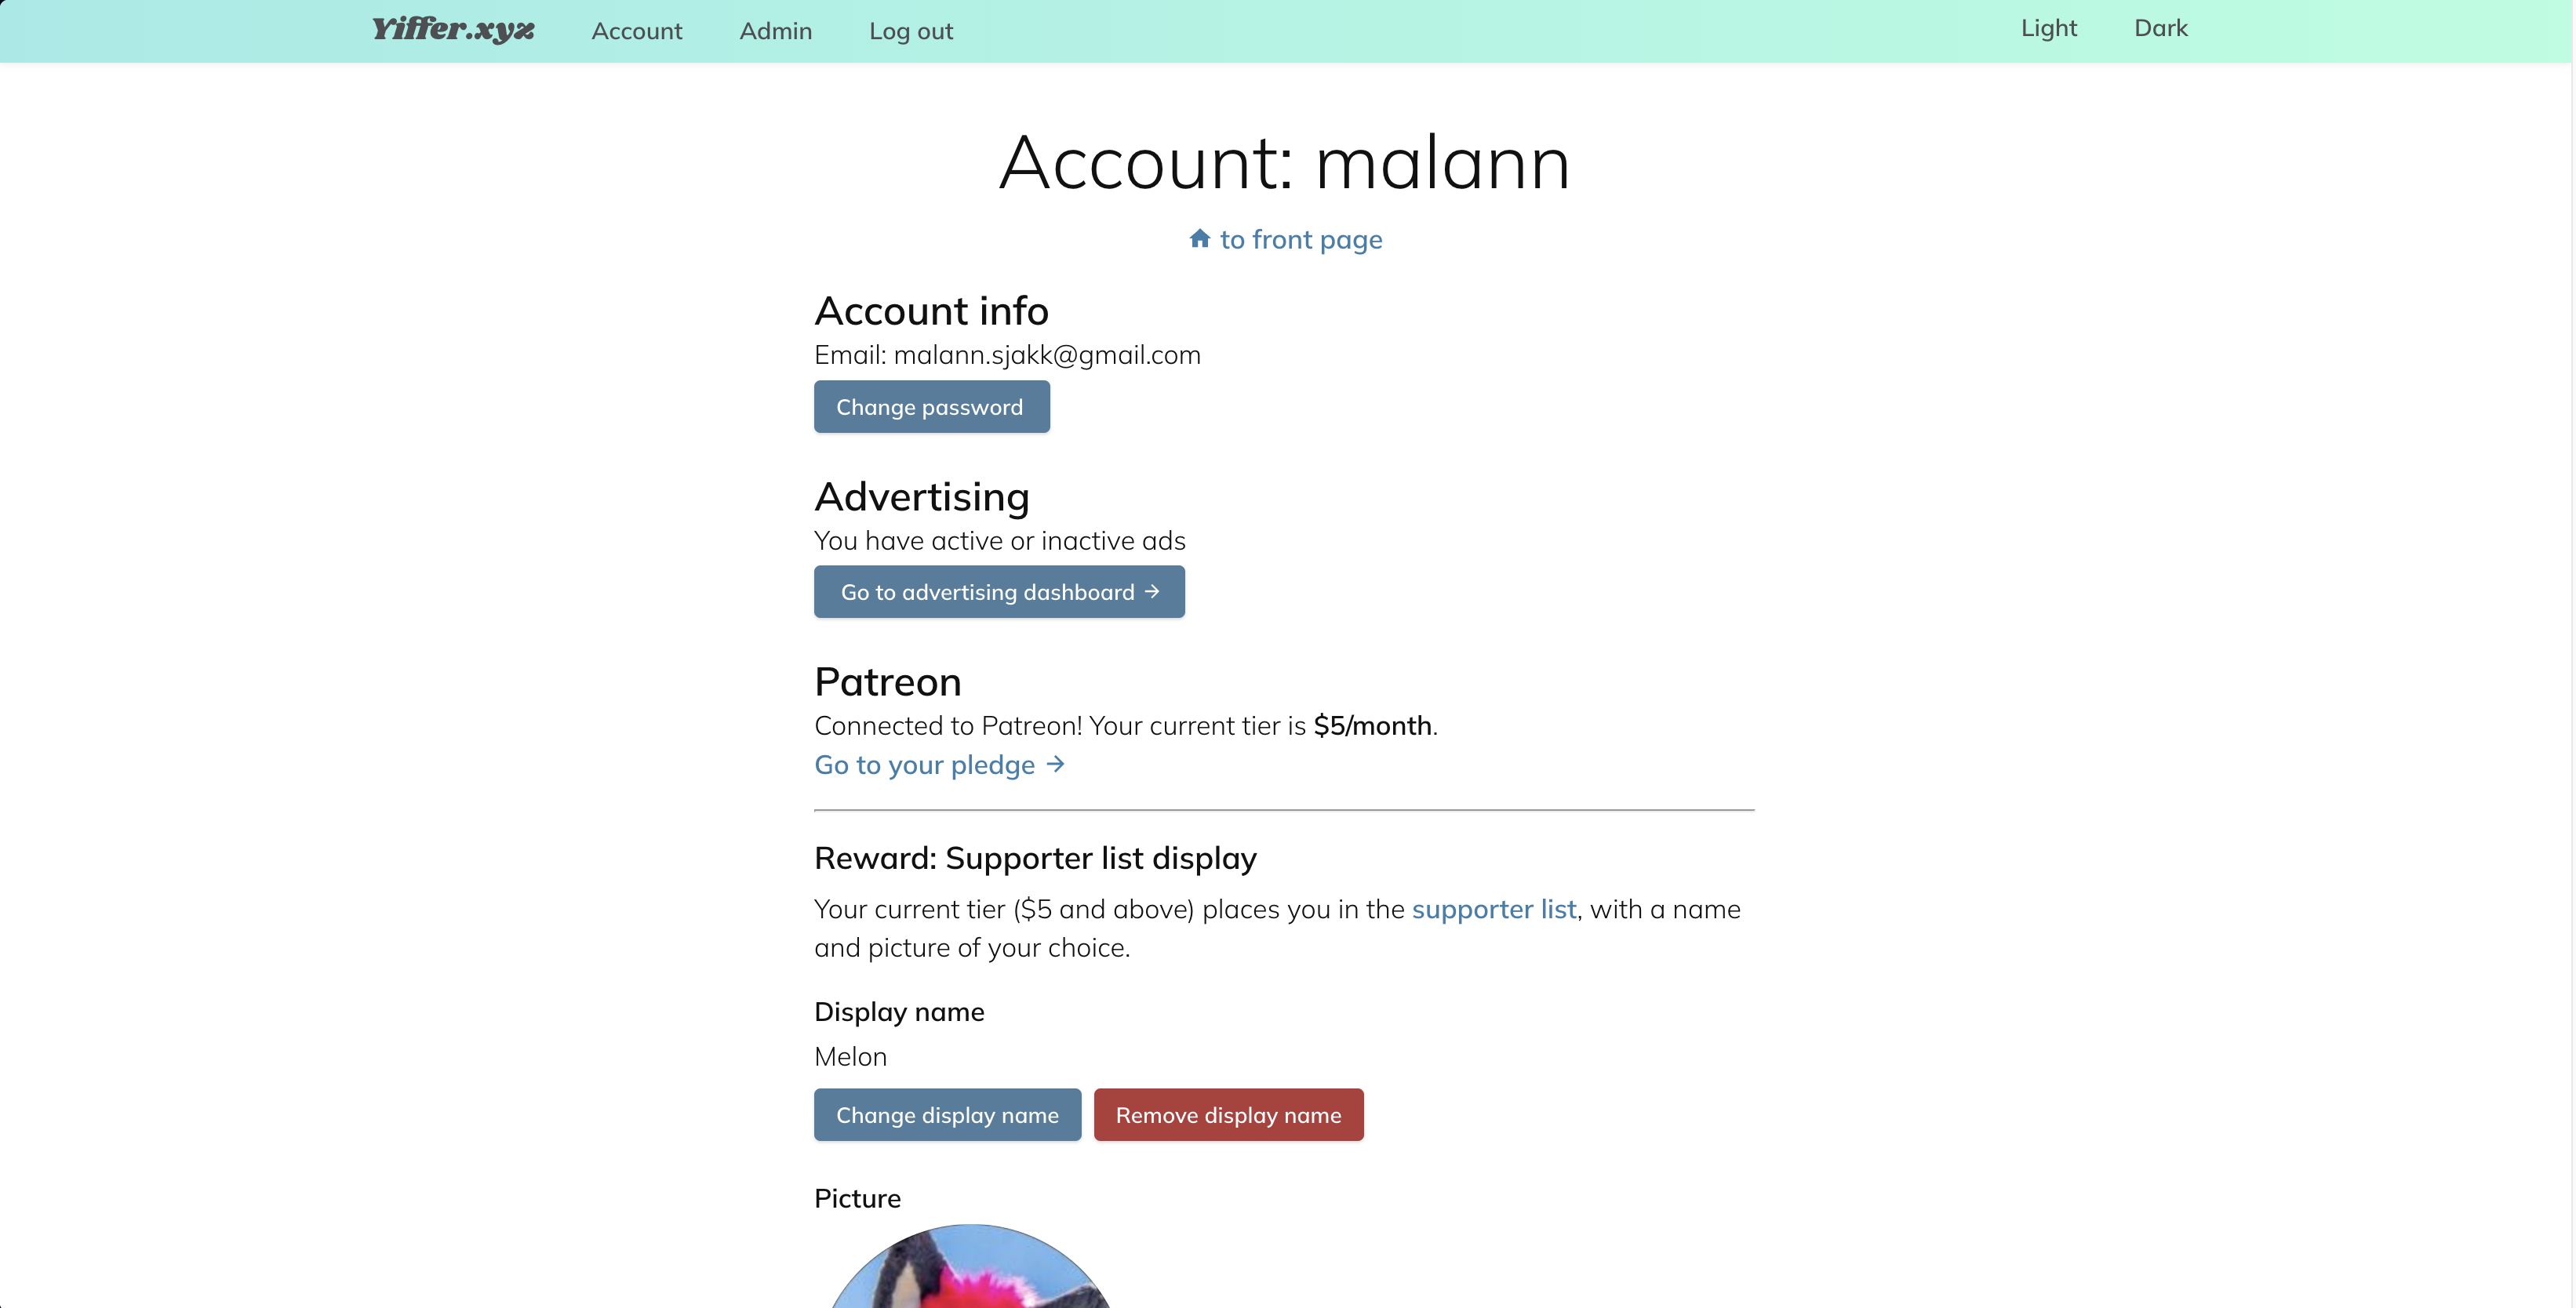 Yiffer.xyz Account Admin Log out Light Dark
Account: malann
to front page
Account info
Email: malann.sjakk@gmail.com
Change password
Advertising
You have active or inactive ads
Go to advertising dashboard →
Patreon
Connected to Patreon! Your current tier is $5/month.
Go to your pledge →
Reward: Supporter list display
Your current tier ($5 and above) places you in the supporter list, with a name
and picture of your choice.
Display name
Melon
Change display name Remove display name
Picture